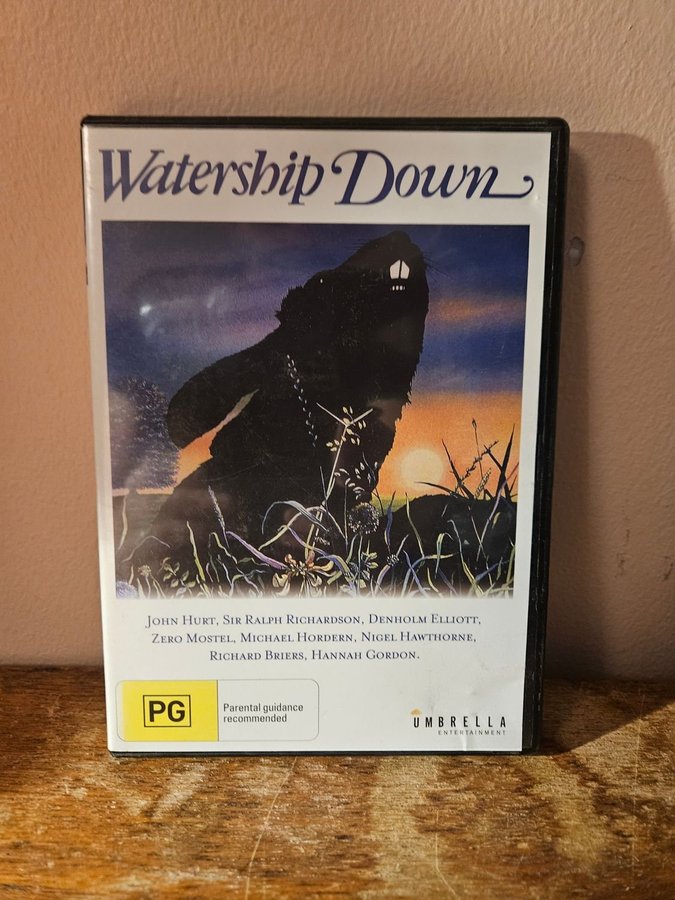 Watership Down
John Hurt, Sir Ralph Richardson, Denholm Elliott,
Zero Mostel, Michael Hordern, Nigel Hawthorne,
Richard Briers, Hannah Gordon.
PG
Parental guidance
recommended
UMBRELLA
ENTERTAINMENT